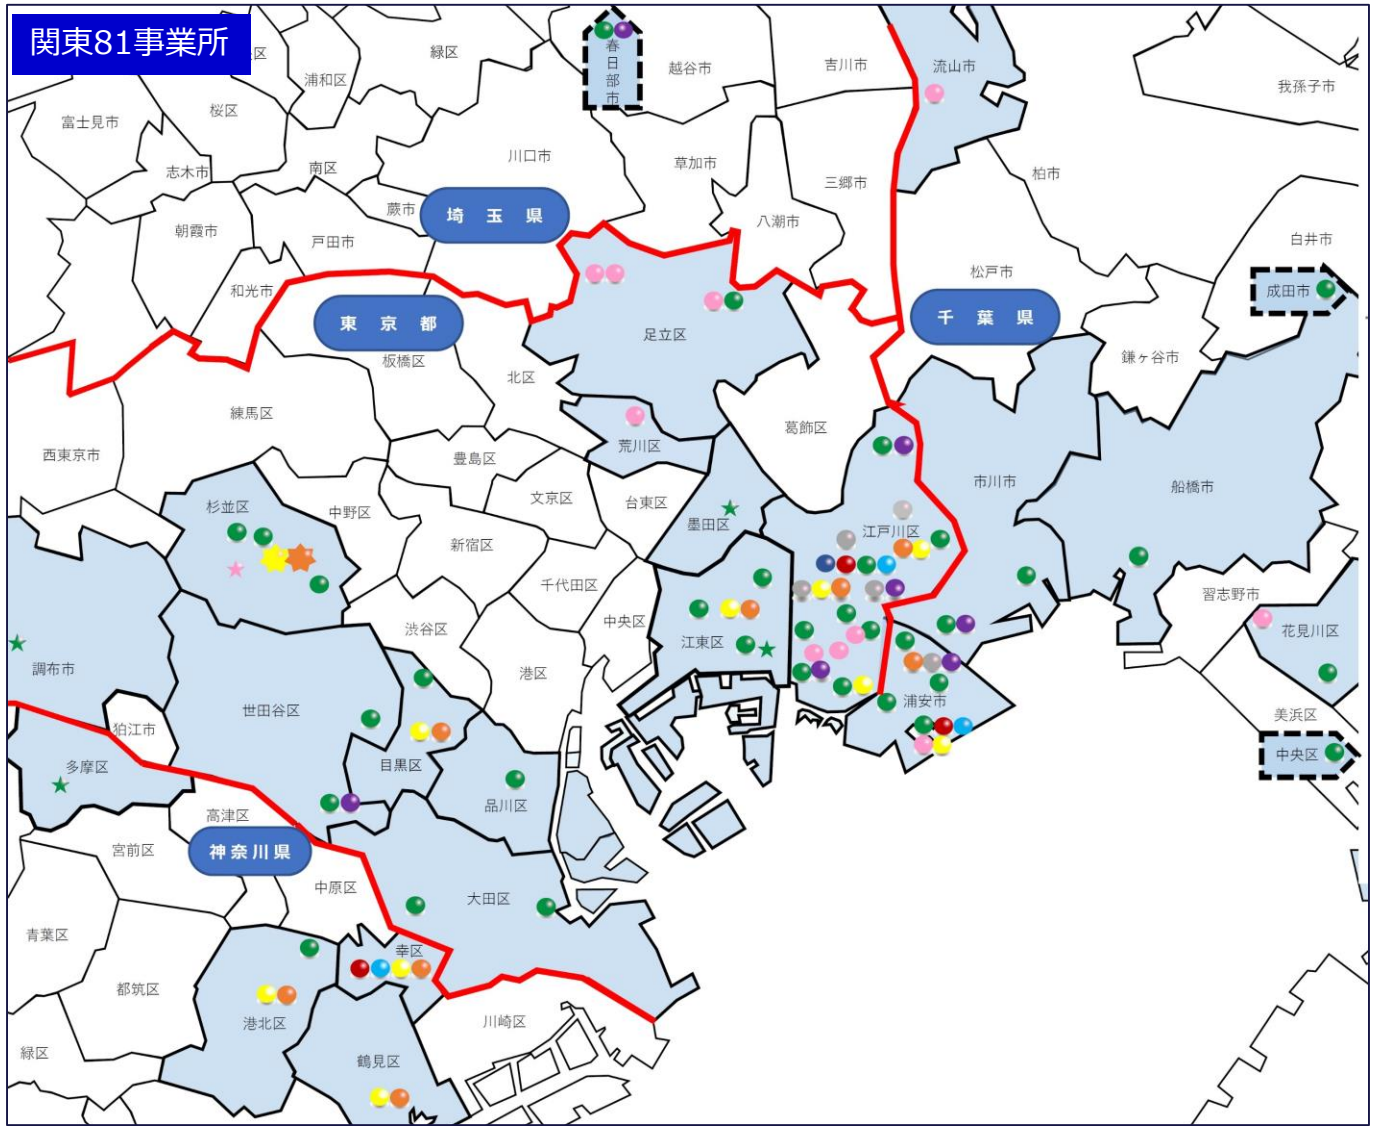 関東81事業所
区
緑区
浦和区
桜区
富士見市
志木市
南区
川口市
蕨市
朝霞市
戸田市
和光市
春日部市
越谷市
吉川市
流山市
我孫子市
草加市
三郷市
柏市
八潮市
白井市
松戸市
成田市
鎌ヶ谷市
埼玉県
東京都
千葉県
板橋区
北区
足立区
練馬区
荒川区
葛飾区
西東京市
豊島区
文京区
台東区
墨田区
市川市
船橋市
杉並区
中野区
新宿区
江戸川区
千代田区
習志野市
中央区
渋谷区
江東区
花見川区
調布市
港区
世田谷区
狛江市
浦安市
美浜区
中央区
多摩区
目黒区
品川区
高津区
宮前区
神奈川県
中原区
大田区
青葉区
幸区
都筑区
港北区
川崎区
緑区
鶴見区